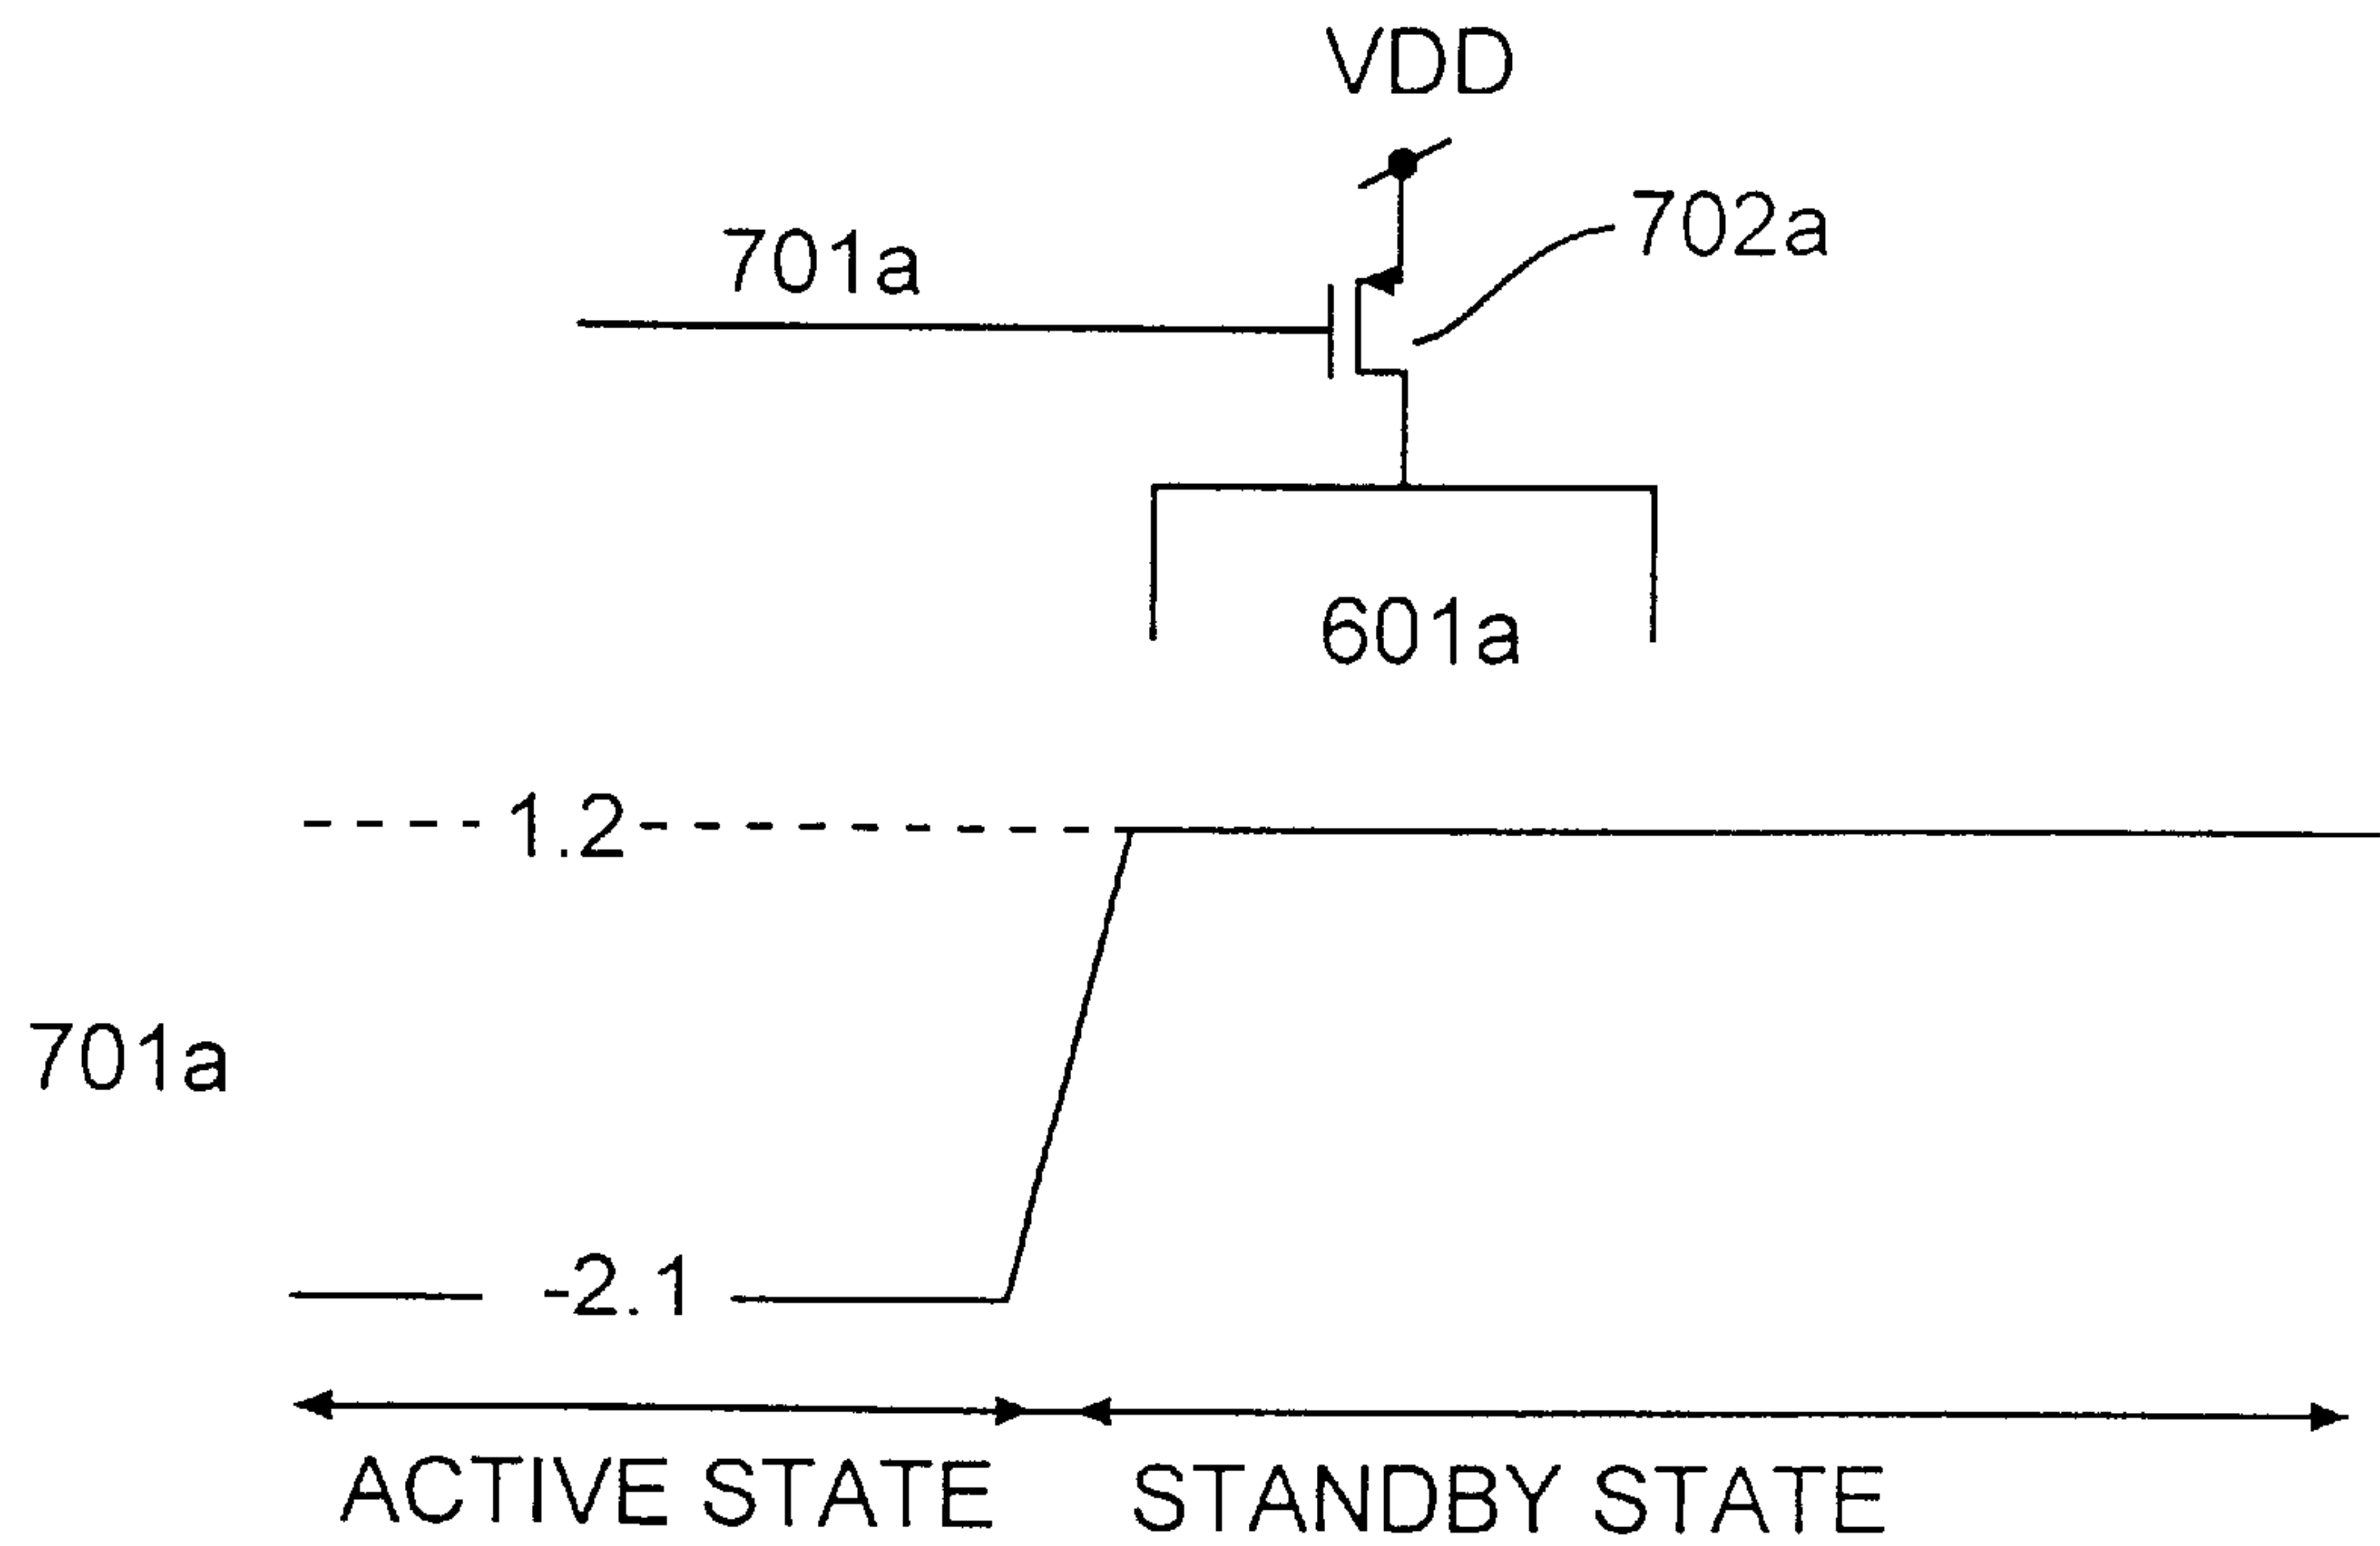 VDD
702a
701a
601a
1.2
701a
-2.1
ACTIVE STATE
STANDBY STATE